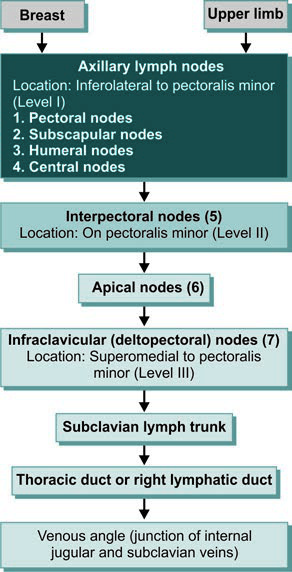 Breast
Upper limb
Axillary lymph nodes
Location: Inferolateral to pectoralis minor
(Level I)
1. Pectoral nodes
2. Subscapular nodes
3. Humeral nodes
4. Central nodes
Interpectoral nodes (5)
Location: On pectoralis minor (Level II)
Apical nodes (6)
Infraclavicular (deltopectoral) nodes (7)
Location: Superomedial to pectoralis
minor (Level III)
Subclavian lymph trunk
Thoracic duct or right lymphatic duct
Venous angle (junction of internal
jugular and subclavian veins)